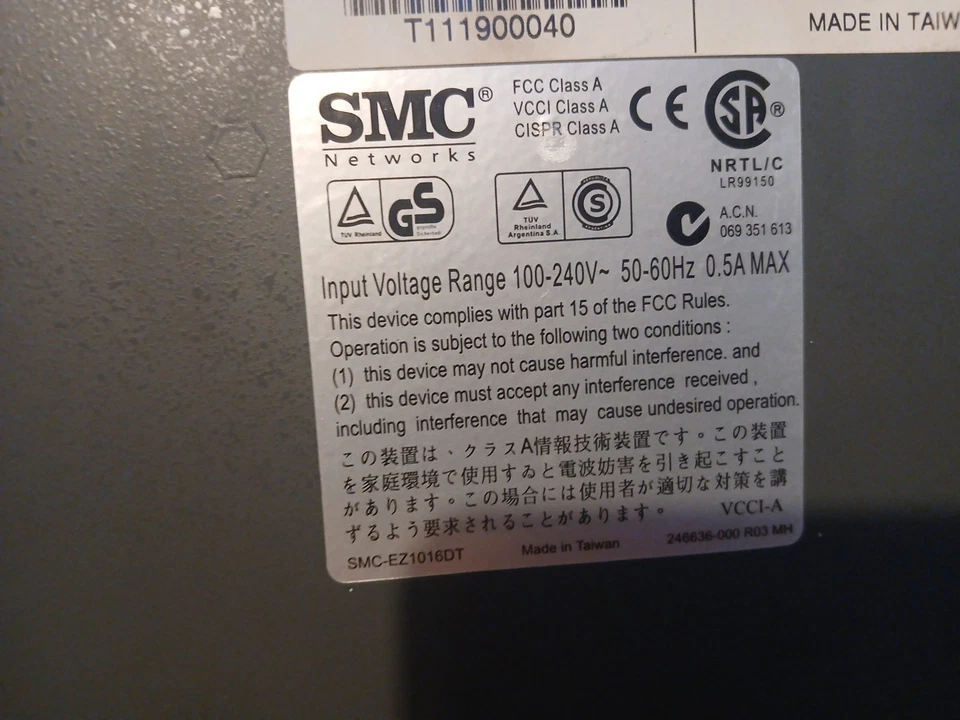 T111900040
MADE IN TAIW
SMC®
Networks
FCC Class A
VCCI Class A
CISPR Class A
CE
SA®
NRTL/C
LR99150
TÜV Rheinland
GS
geprüfte
Sicherheit
TÜV
Rheinland
Argentina S.A.
S
A.C.N.
069 351 613
Input Voltage Range 100-240V~ 50-60Hz 0.5A MAX
This device complies with part 15 of the FCC Rules.
Operation is subject to the following two conditions :
(1) this device may not cause harmful interference. and
(2) this device must accept any interference received ,
including interference that may cause undesired operation.
この装置は、クラスA情報技術装置です。この装置
を家庭環境で使用すゐと電波妨害を引き起こすこと
があります。この場合には使用者が適切な対策を講
ずるよう要求されることがあります。 VCCI-A
SMC-EZ1016DT
Made in Taiwan
246636-000 R03 MH